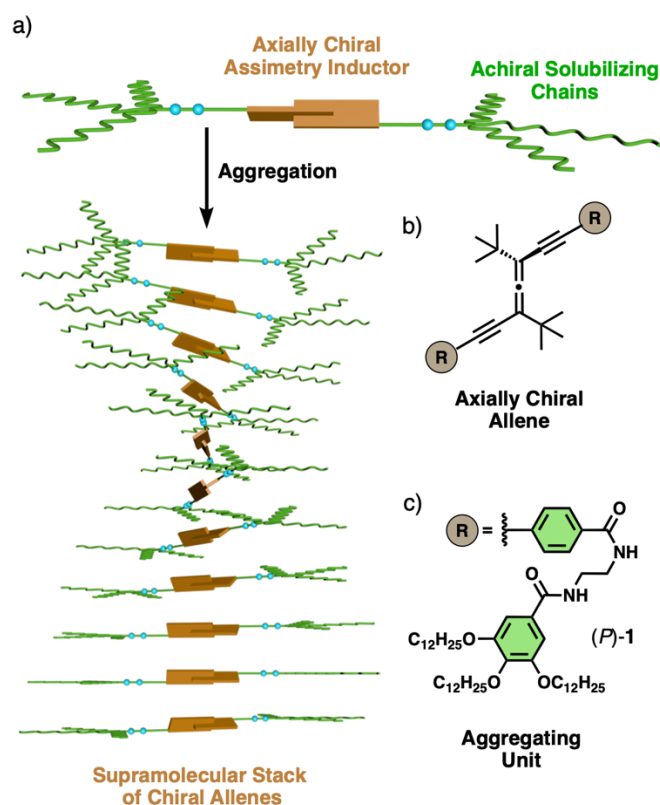 a)
Axially Chiral
Assimetry Inductor
Achiral Solubilizing
Chains
Aggregation
b)
R
R
Axially Chiral
Allene
c)
R =
O
NH
O
NH
(P)-1
C₁₂H₂₅O
C₁₂H₂₅O
OC₁₂H₂₅
Aggregating
Unit
Supramolecular Stack
of Chiral Allenes